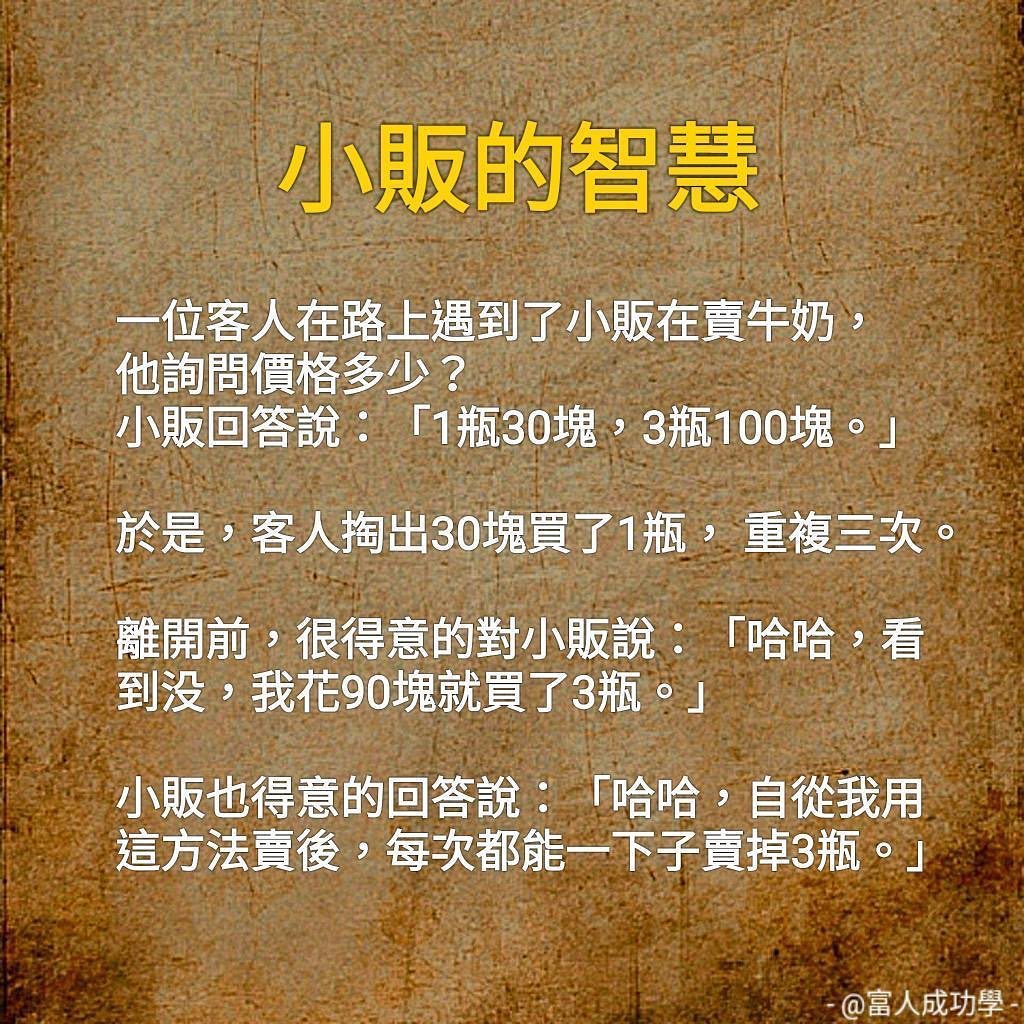 小販的智慧
一位客人在路上遇到了小販在賣牛奶，
他詢問價格多少？
小販回答說：「1瓶30塊，3瓶100塊。」
於是，客人掏出30塊買了1瓶， 重複三次。
離開前，很得意的對小販說：「哈哈，看
到没，我花90塊就買了3瓶。」
小販也得意的回答說：「哈哈，自從我用
這方法賣後，每次都能一下子賣掉3瓶。」
- @富人成功學 -